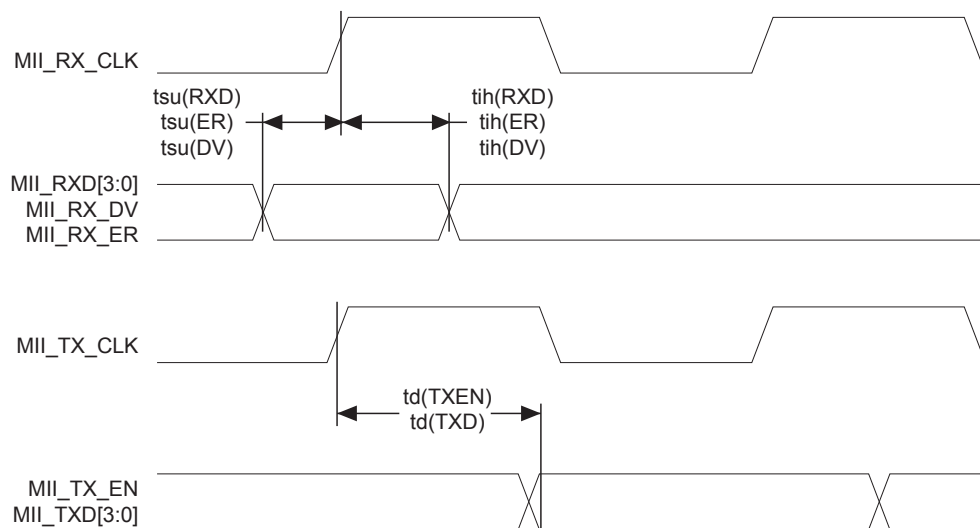 MII_RX_CLK
tsu(RXD)
tsu(ER)
tsu(DV)
tih(RXD)
tih(ER)
tih(DV)
MII_RXD[3:0]
MII_RX_DV
MII_RX_ER
MII_TX_CLK
td(TXEN)
td(TXD)
MII_TX_EN
MII_TXD[3:0]